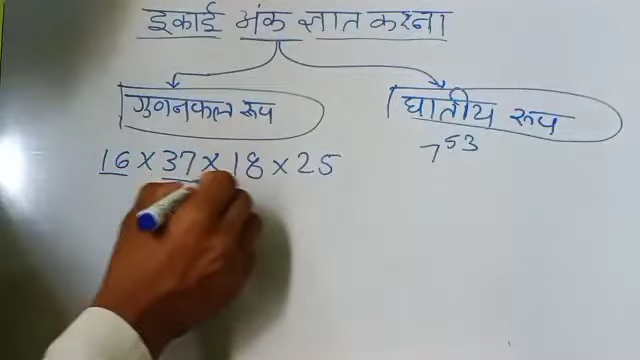 इकाई अंक ज्ञात करना
गुणनफल रूप
घातीय रूप
16 × 37 × 18 × 25
7⁵³